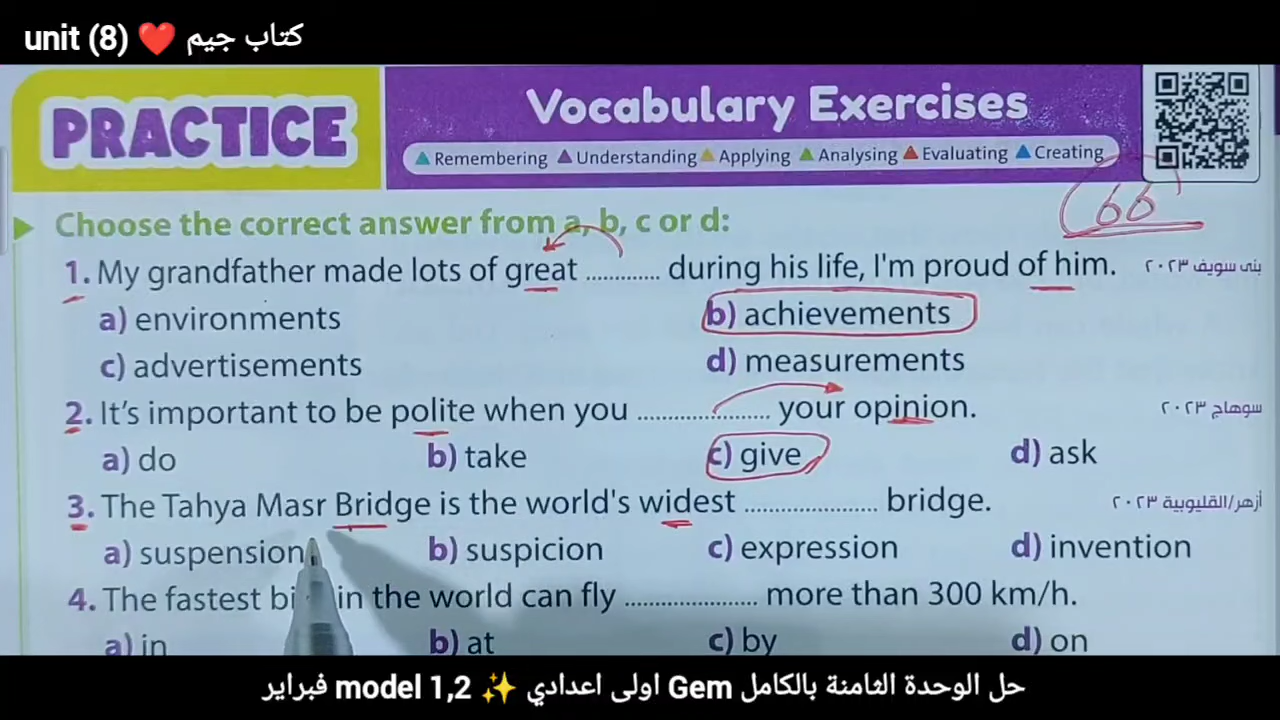 كتاب جيم ❤️ unit (8)
PRACTICE
Vocabulary Exercises
Remembering Understanding Applying Analysing Evaluating Creating
66
Choose the correct answer from a, b, c or d:
1. My grandfather made lots of great ............ during his life, I'm proud of him. بنى سويف ٢٠٢٣
a) environments b) achievements
c) advertisements d) measurements
2. It's important to be polite when you ...................... your opinion. سوهاج ٢٠٢٣
a) do b) take c) give d) ask
3. The Tahya Masr Bridge is the world's widest ...................... bridge. أزهر/القليوبية ٢٠٢٣
a) suspension b) suspicion c) expression d) invention
4. The fastest in the world can fly ...................... more than 300 km/h.
a) in b) at c) by d) on
حل الوحدة الثامنة بالكامل Gem اولى اعدادي ✨ model 1,2 فبراير